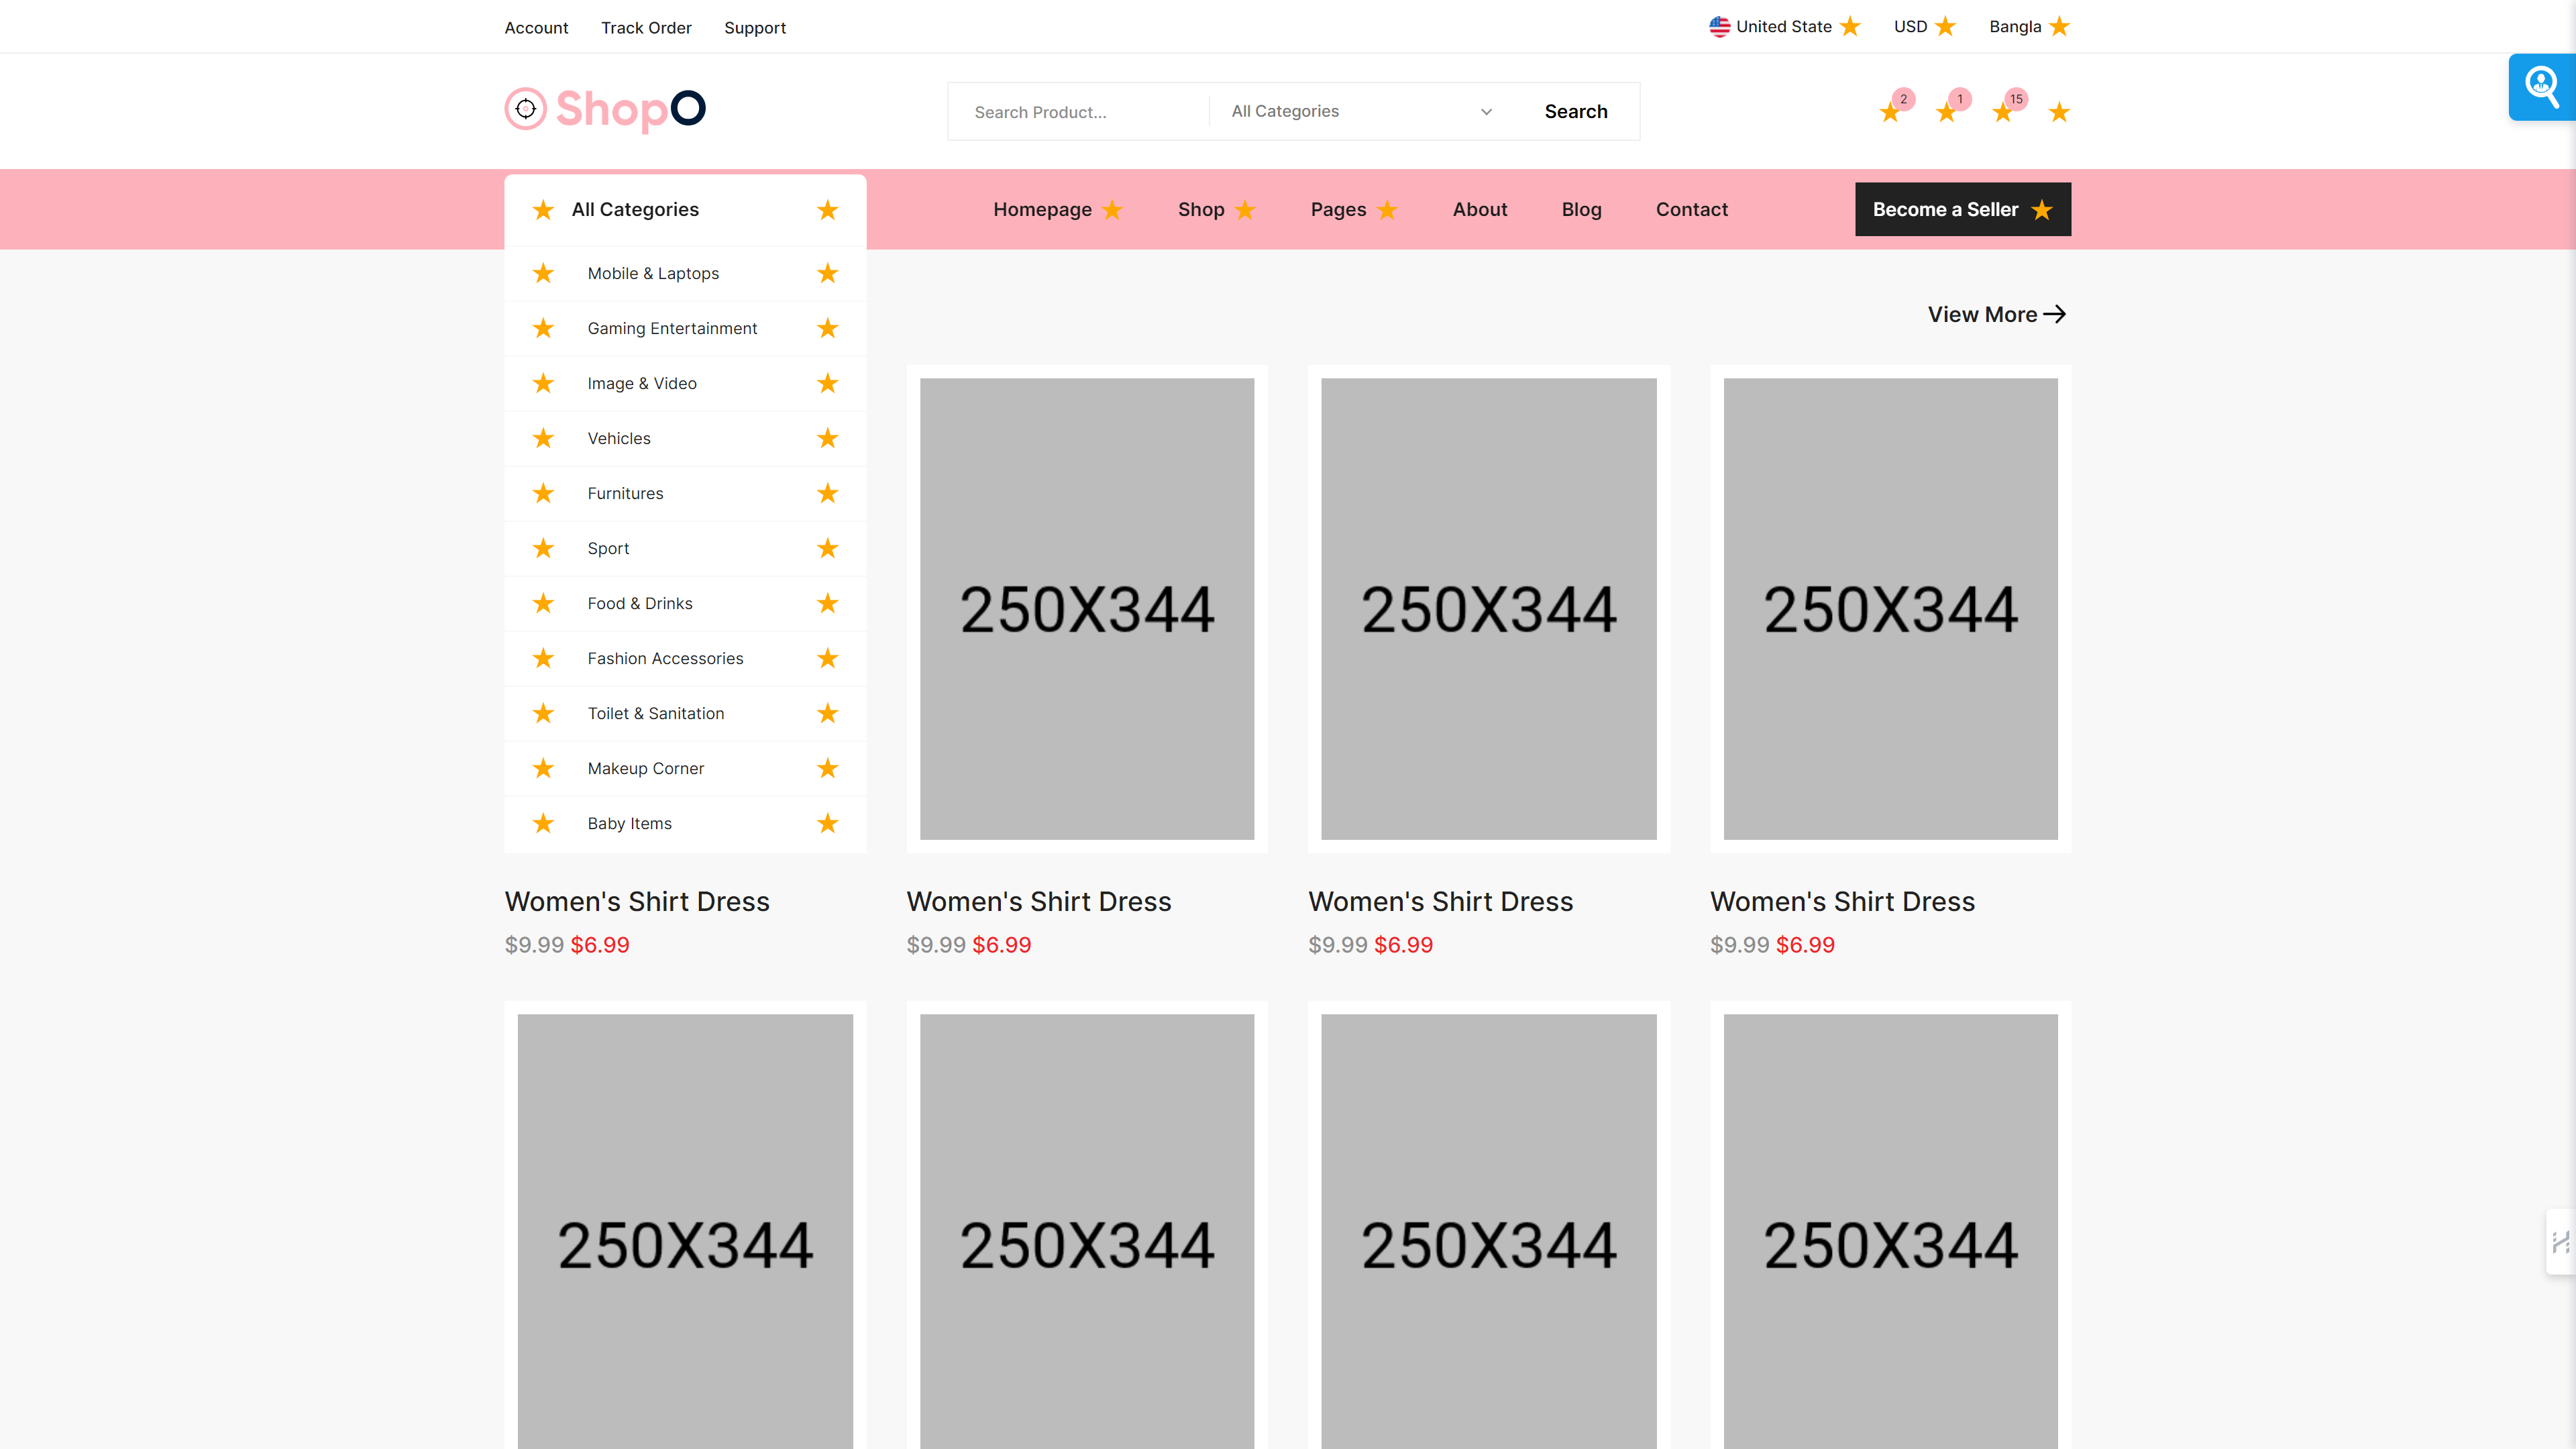 Account Track Order Support United State USD Bangla
ShopO Search Product... All Categories Search 2 1 15
All Categories Homepage Shop Pages About Blog Contact Become a Seller
Mobile & Laptops
View More
Gaming Entertainment
Image & Video
Vehicles
Furnitures
Sport
Food & Drinks
Fashion Accessories
Toilet & Sanitation
Makeup Corner
Baby Items
250X344 250X344 250X344
Women's Shirt Dress Women's Shirt Dress Women's Shirt Dress Women's Shirt Dress
$9.99 $6.99 $9.99 $6.99 $9.99 $6.99 $9.99 $6.99
250X344 250X344 250X344 250X344